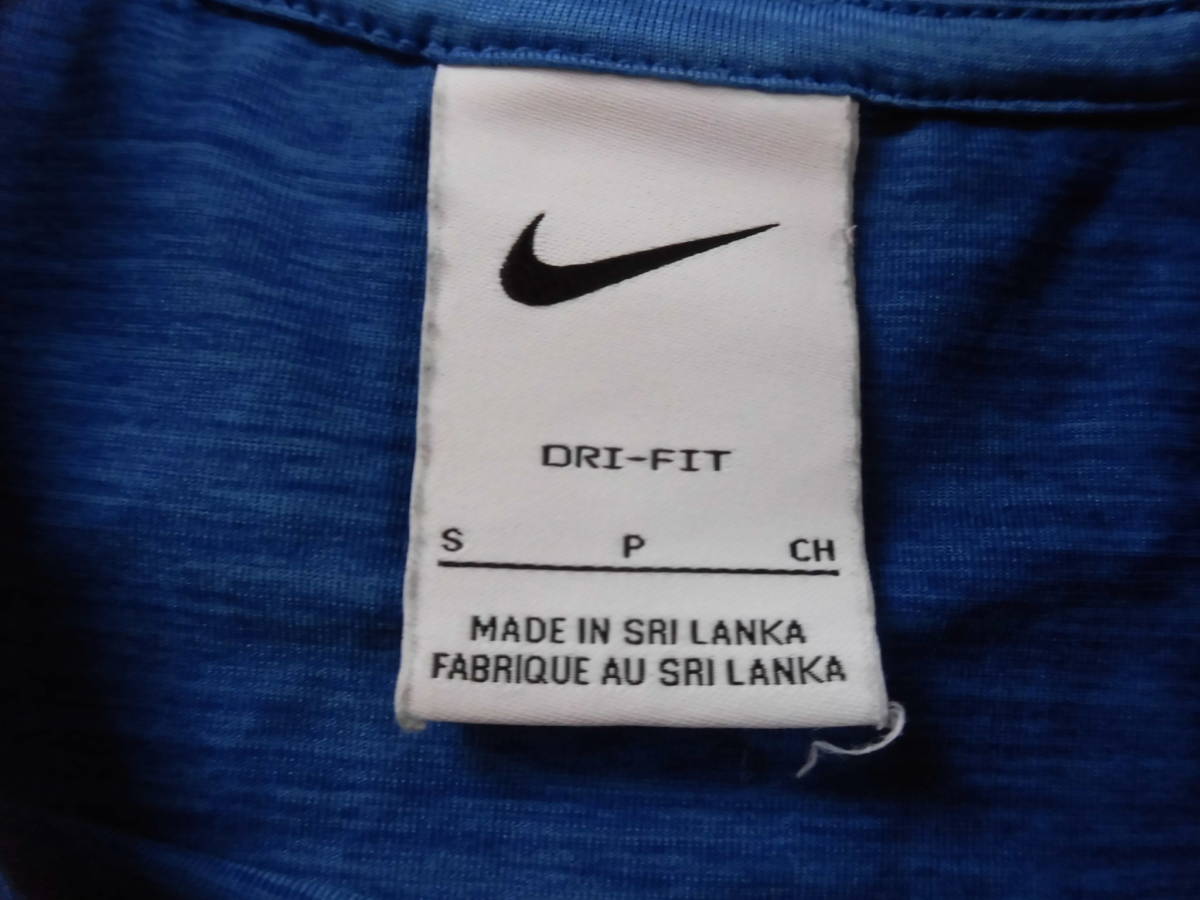 DRI-FIT
S P CH
MADE IN SRI LANKA
FABRIQUE AU SRI LANKA